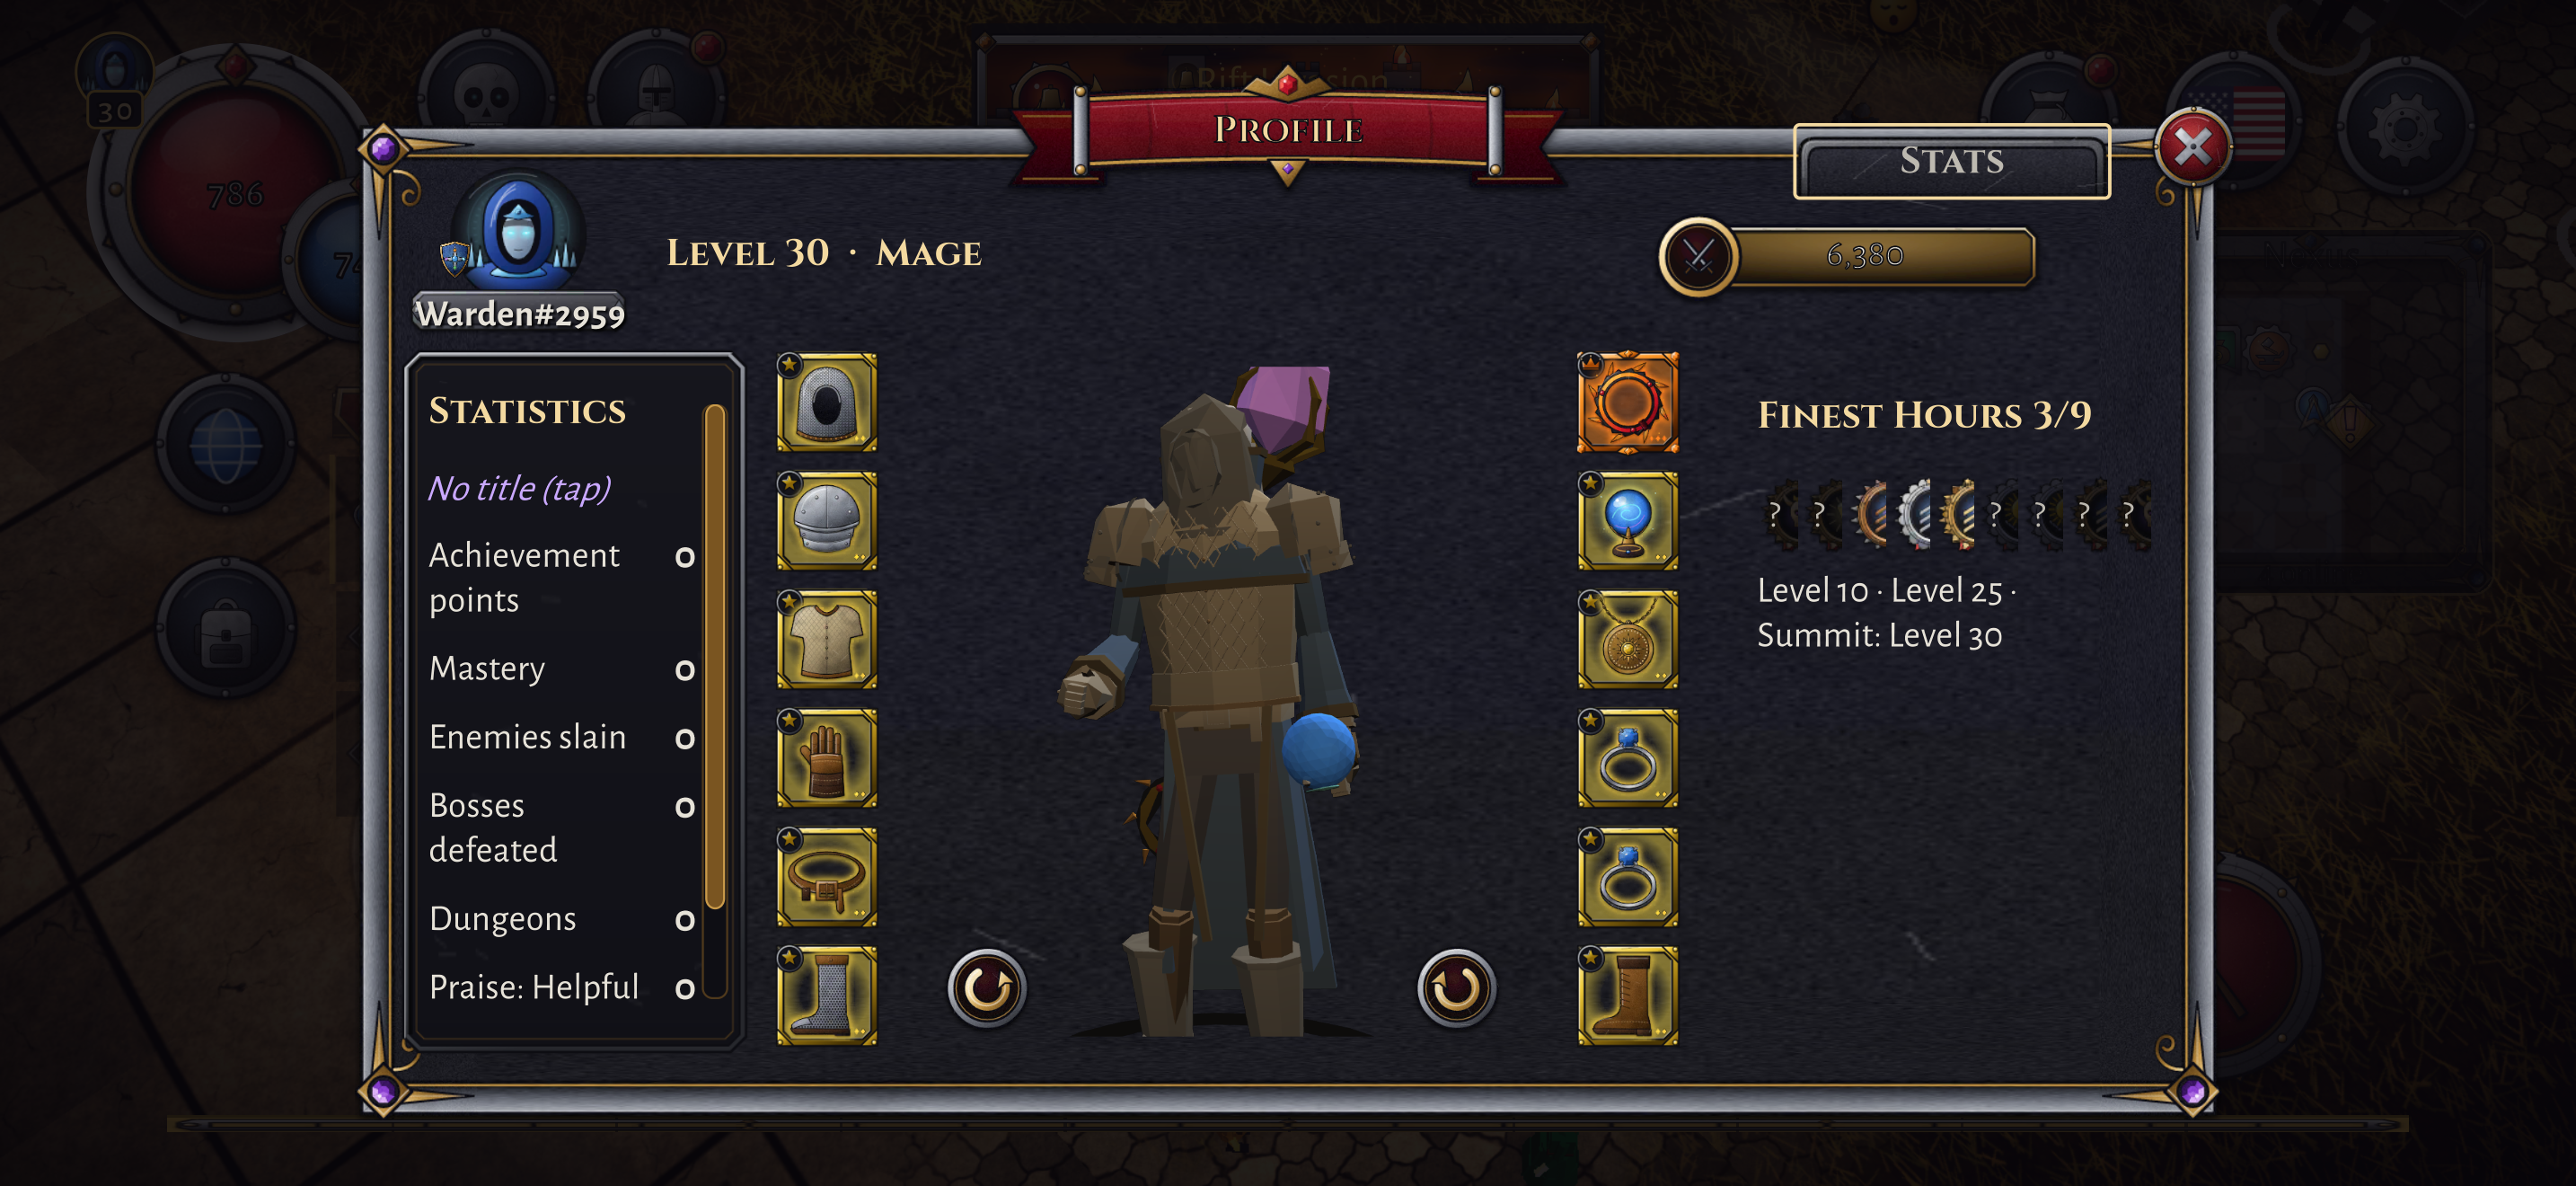 30
Profile
Stats
786
Level 30 · Mage
6,380
Warden#2959
Statistics
No title (tap)
Achievement points 0
Mastery 0
Enemies slain 0
Bosses defeated 0
Dungeons 0
Praise: Helpful 0
Finest Hours 3/9
? ? ? ? ? ?
Level 10 · Level 25 ·
Summit: Level 30